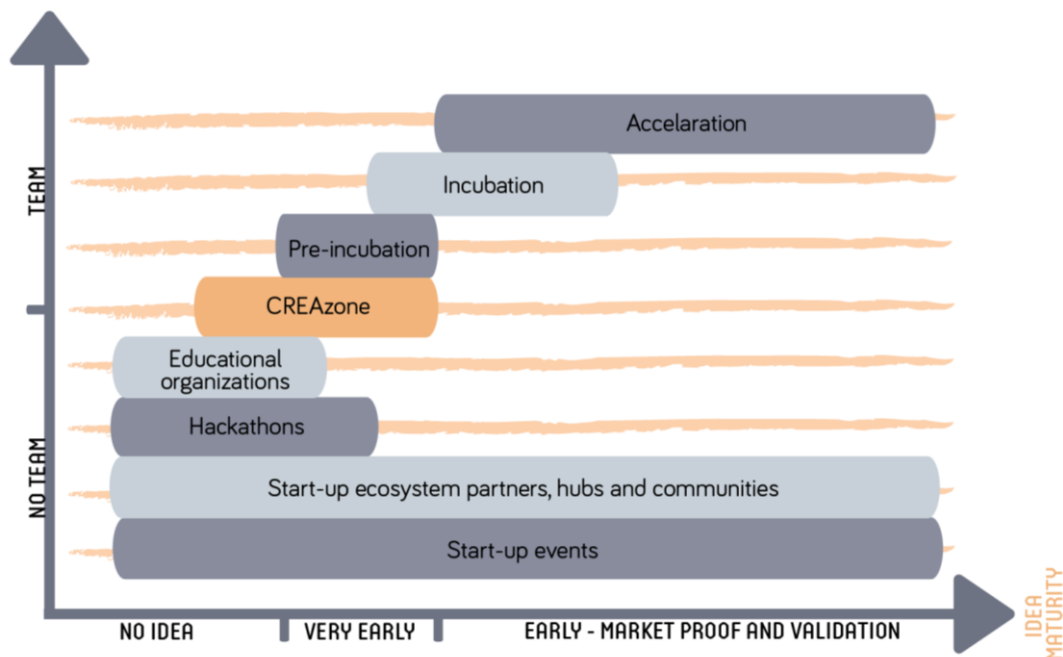 Accelaration
Incubation
Pre-incubation
CREAzone
Educational
organizations
Hackathons
Start-up ecosystem partners, hubs and communities
Start-up events
TEAM
NO TEAM
NO IDEA
VERY EARLY
EARLY - MARKET PROOF AND VALIDATION
IDEA
MATURITY